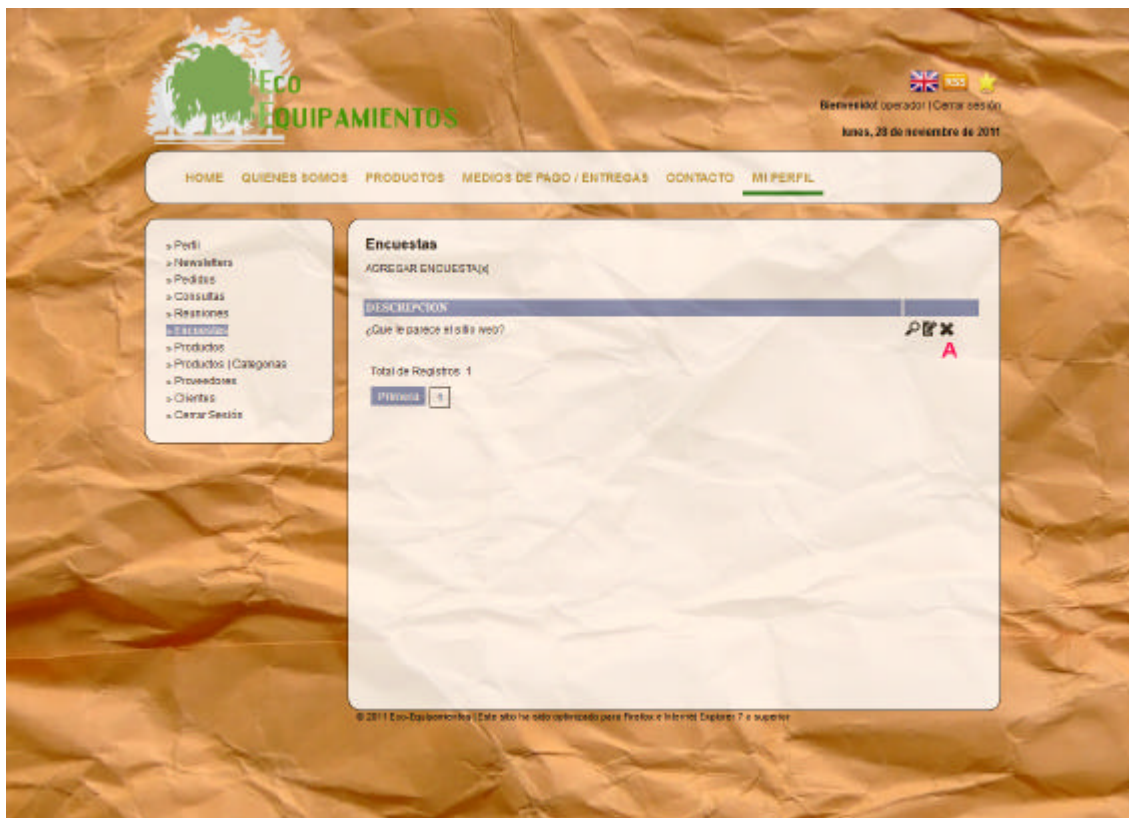 ECO
EQUIPAMIENTOS
RSS
Bienvenido! operador | Cerrar sesión
lunes, 28 de noviembre de 2011
HOME QUIENES SOMOS PRODUCTOS MEDIOS DE PAGO / ENTREGAS CONTACTO MI PERFIL
» Perfil
» Newsletters
» Pedidos
» Consultas
» Reuniones
» Encuestas
» Productos
» Productos | Categorias
» Proveedores
» Clientes
» Cerrar Sesión
Encuestas
AGREGAR ENCUESTA[x]
DESCRIPCION
¿Que le parece el sitio web?
A
Total de Registros: 1
Primera 1
© 2011 Eco-Equipamientos | Este sitio ha sido optimizado para Firefox e Internet Explorer 7 o superior